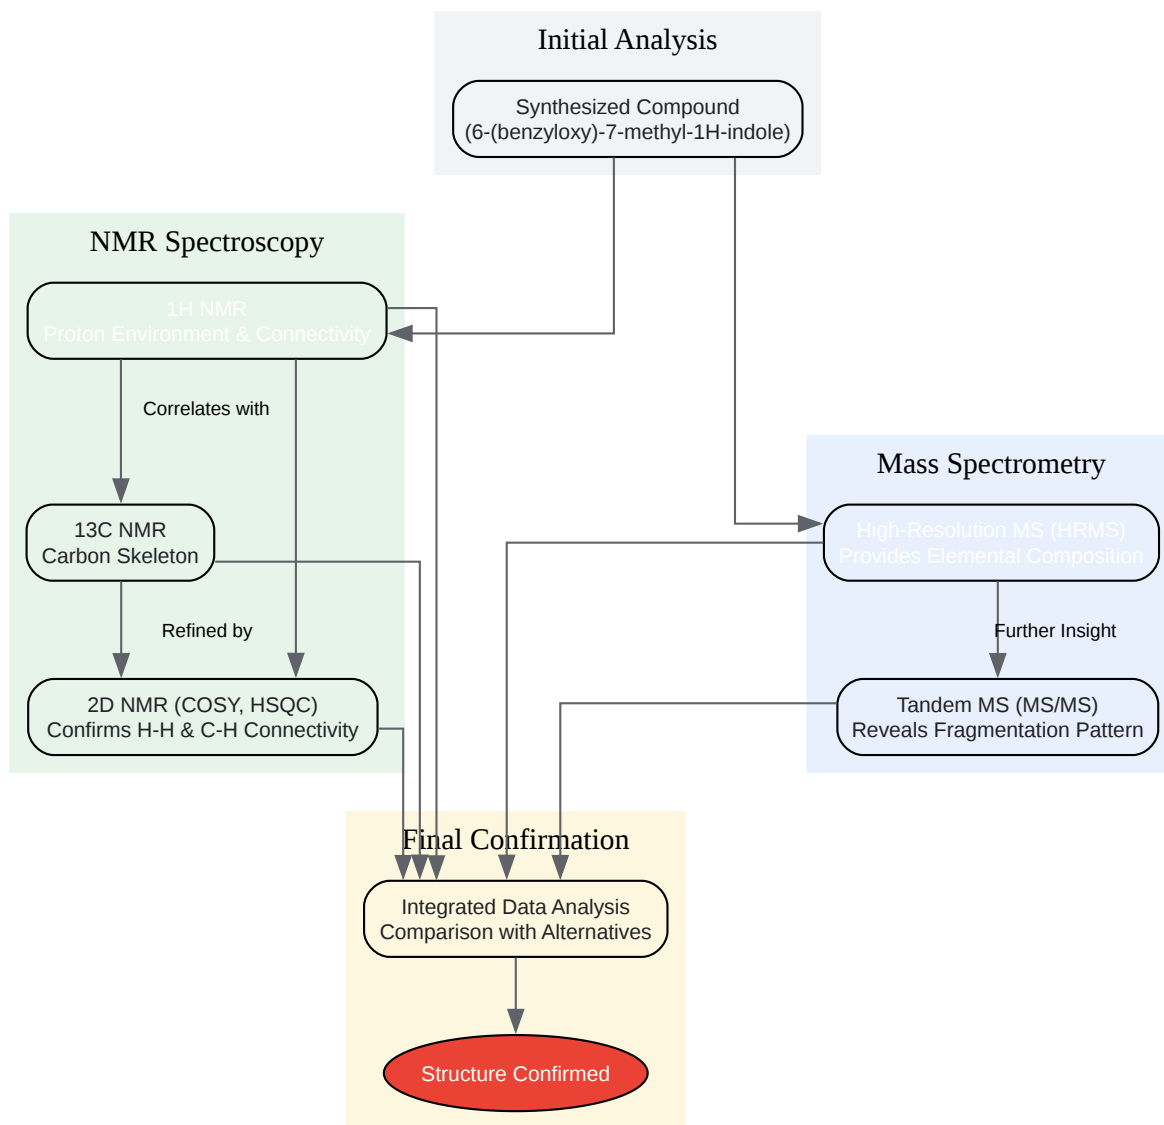 Initial Analysis
Synthesized Compound
(6-(benzyloxy)-7-methyl-1H-indole)
NMR Spectroscopy
1H NMR
Proton Environment & Connectivity
Correlates with
13C NMR
Carbon Skeleton
Refined by
2D NMR (COSY, HSQC)
Confirms H-H & C-H Connectivity
Mass Spectrometry
High-Resolution MS (HRMS)
Provides Elemental Composition
Further Insight
Tandem MS (MS/MS)
Reveals Fragmentation Pattern
Final Confirmation
Integrated Data Analysis
Comparison with Alternatives
Structure Confirmed